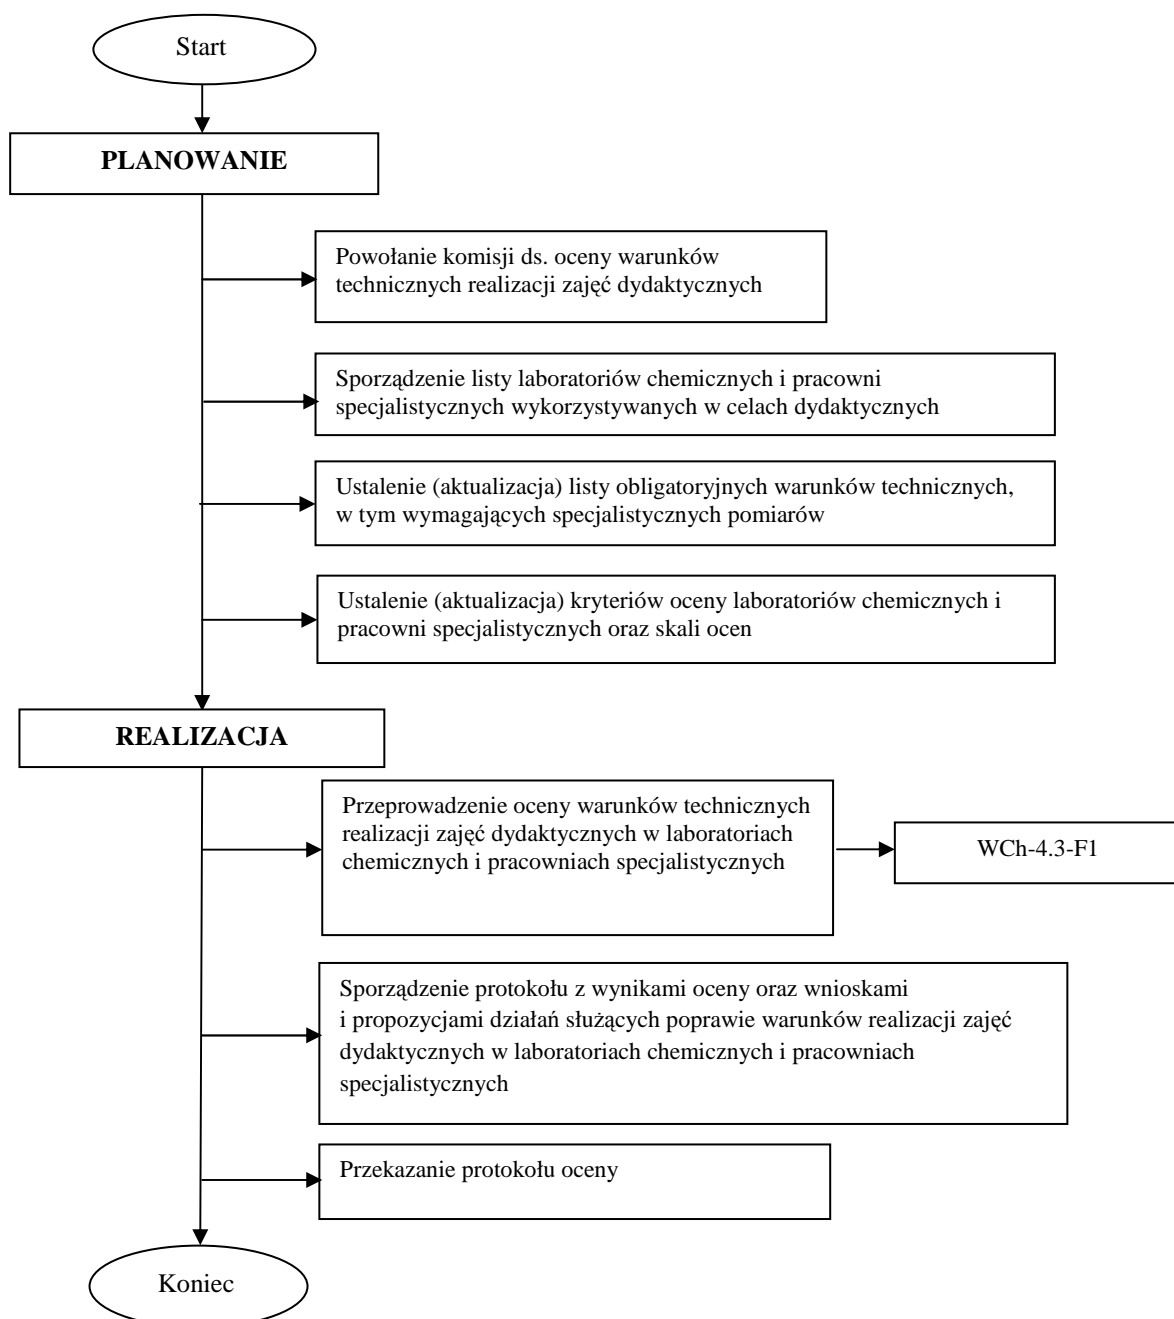 Start
PLANOWANIE
Powołanie komisji ds. oceny warunków
technicznych realizacji zajęć dydaktycznych
Sporządzenie listy laboratoriów chemicznych i pracowni
specjalistycznych wykorzystywanych w celach dydaktycznych
Ustalenie (aktualizacja) listy obligatoryjnych warunków technicznych,
w tym wymagających specjalistycznych pomiarów
Ustalenie (aktualizacja) kryteriów oceny laboratoriów chemicznych i
pracowni specjalistycznych oraz skali ocen
REALIZACJA
Przeprowadzenie oceny warunków technicznych
realizacji zajęć dydaktycznych w laboratoriach
chemicznych i pracowniach specjalistycznych
WCh-4.3-F1
Sporządzenie protokołu z wynikami oceny oraz wnioskami
i propozycjami działań służących poprawie warunków realizacji zajęć
dydaktycznych w laboratoriach chemicznych i pracowniach
specjalistycznych
Przekazanie protokołu oceny
Koniec